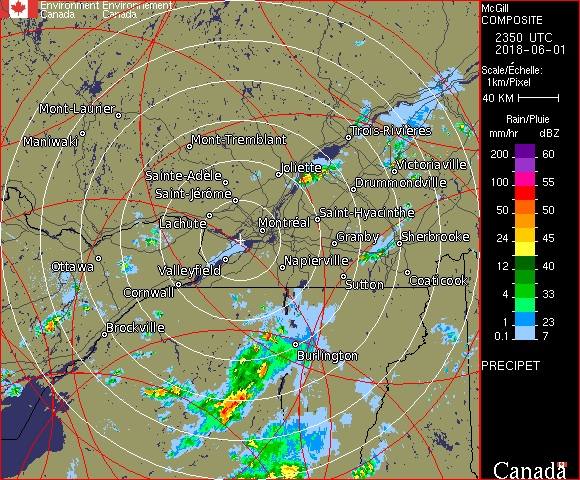 Environment Environnement
Canada Canada
McGill
COMPOSITE
2350 UTC
2018-06-01
Scale/Échelle:
1km/Pixel
40 KM
Rain/Pluie
mm/hr dBZ
200 60
55
100 55
50 50
24 45
12 40
4 33
1 23
0.1 7
PRECIPET
Canada
Mont-Laurier
Maniwaki
Mont-Tremblant
Trois-Rivières
Joliette
Victoriaville
Sainte-Adèle
Drummondville
Saint-Jérôme
Saint-Hyacinthe
Lachute
Montréal
Granby
Sherbrooke
Ottawa
Valleyfield
Napierville
Cornwall
Sutton
Coaticook
Brockville
Burlington